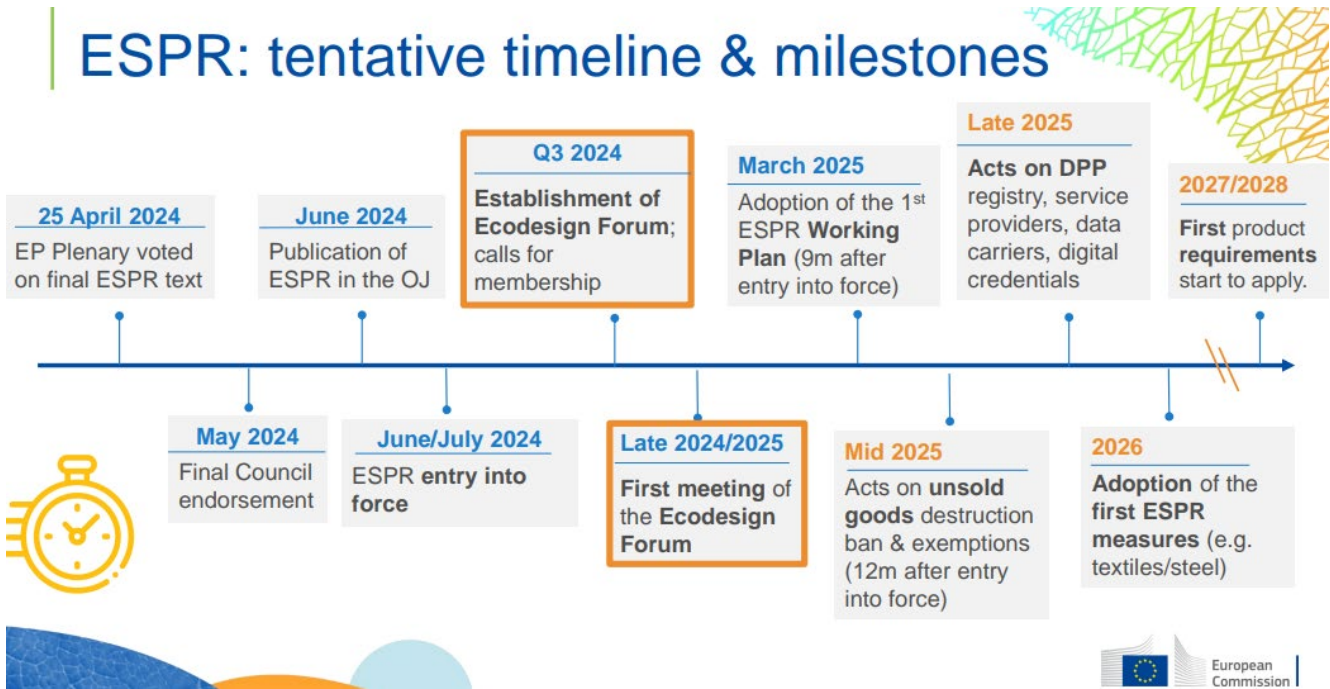 ESPR: tentative timeline & milestones
25 April 2024
EP Plenary voted
on final ESPR text
May 2024
Final Council
endorsement
June 2024
Publication of
ESPR in the OJ
June/July 2024
ESPR entry into
force
Q3 2024
Establishment of
Ecodesign Forum;
calls for
membership
Late 2024/2025
First meeting of
the Ecodesign
Forum
March 2025
Adoption of the 1st
ESPR Working
Plan (9m after
entry into force)
Mid 2025
Acts on unsold
goods destruction
ban & exemptions
(12m after entry
into force)
Late 2025
Acts on DPP
registry, service
providers, data
carriers, digital
credentials
2026
Adoption of the
first ESPR
measures (e.g.
textiles/steel)
2027/2028
First product
requirements
start to apply.
European
Commission